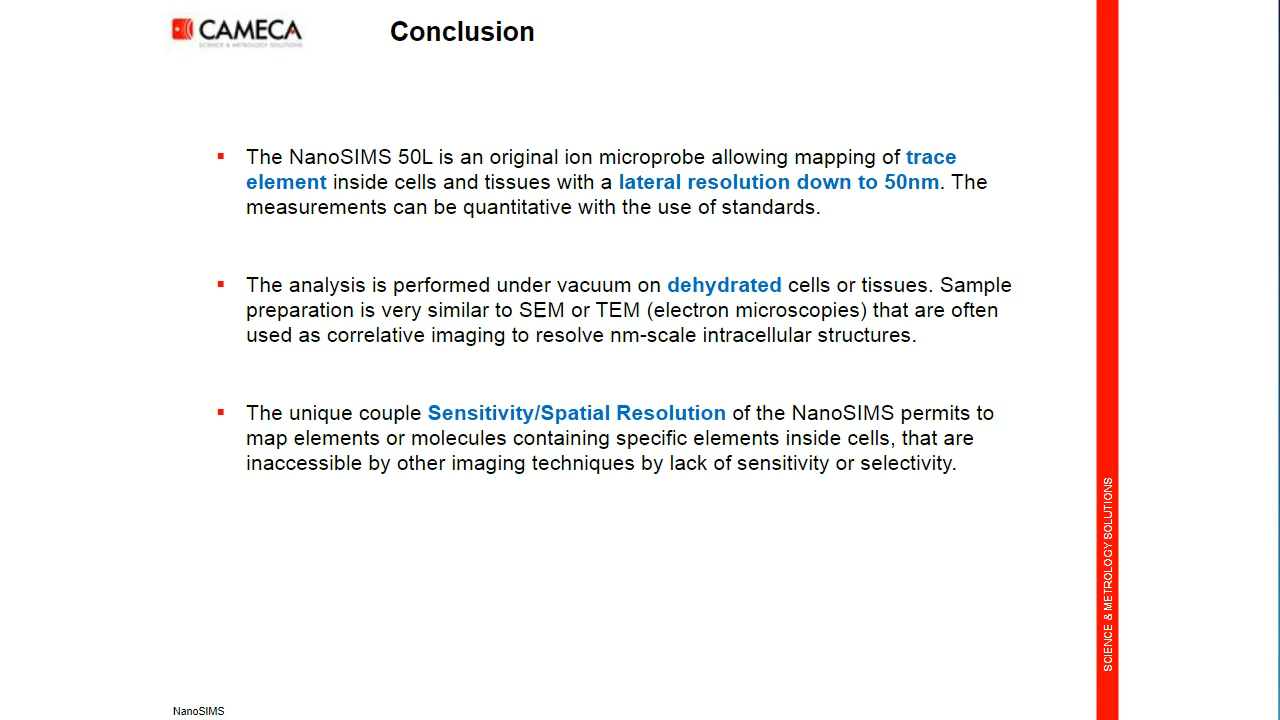 CAMECA
SCIENCE & METROLOGY SOLUTIONS
Conclusion
The NanoSIMS 50L is an original ion microprobe allowing mapping of trace
element inside cells and tissues with a lateral resolution down to 50nm. The
measurements can be quantitative with the use of standards.
The analysis is performed under vacuum on dehydrated cells or tissues. Sample
preparation is very similar to SEM or TEM (electron microscopies) that are often
used as correlative imaging to resolve nm-scale intracellular structures.
The unique couple Sensitivity/Spatial Resolution of the NanoSIMS permits to
map elements or molecules containing specific elements inside cells, that are
inaccessible by other imaging techniques by lack of sensitivity or selectivity.
SCIENCE & METROLOGY SOLUTIONS
NanoSIMS